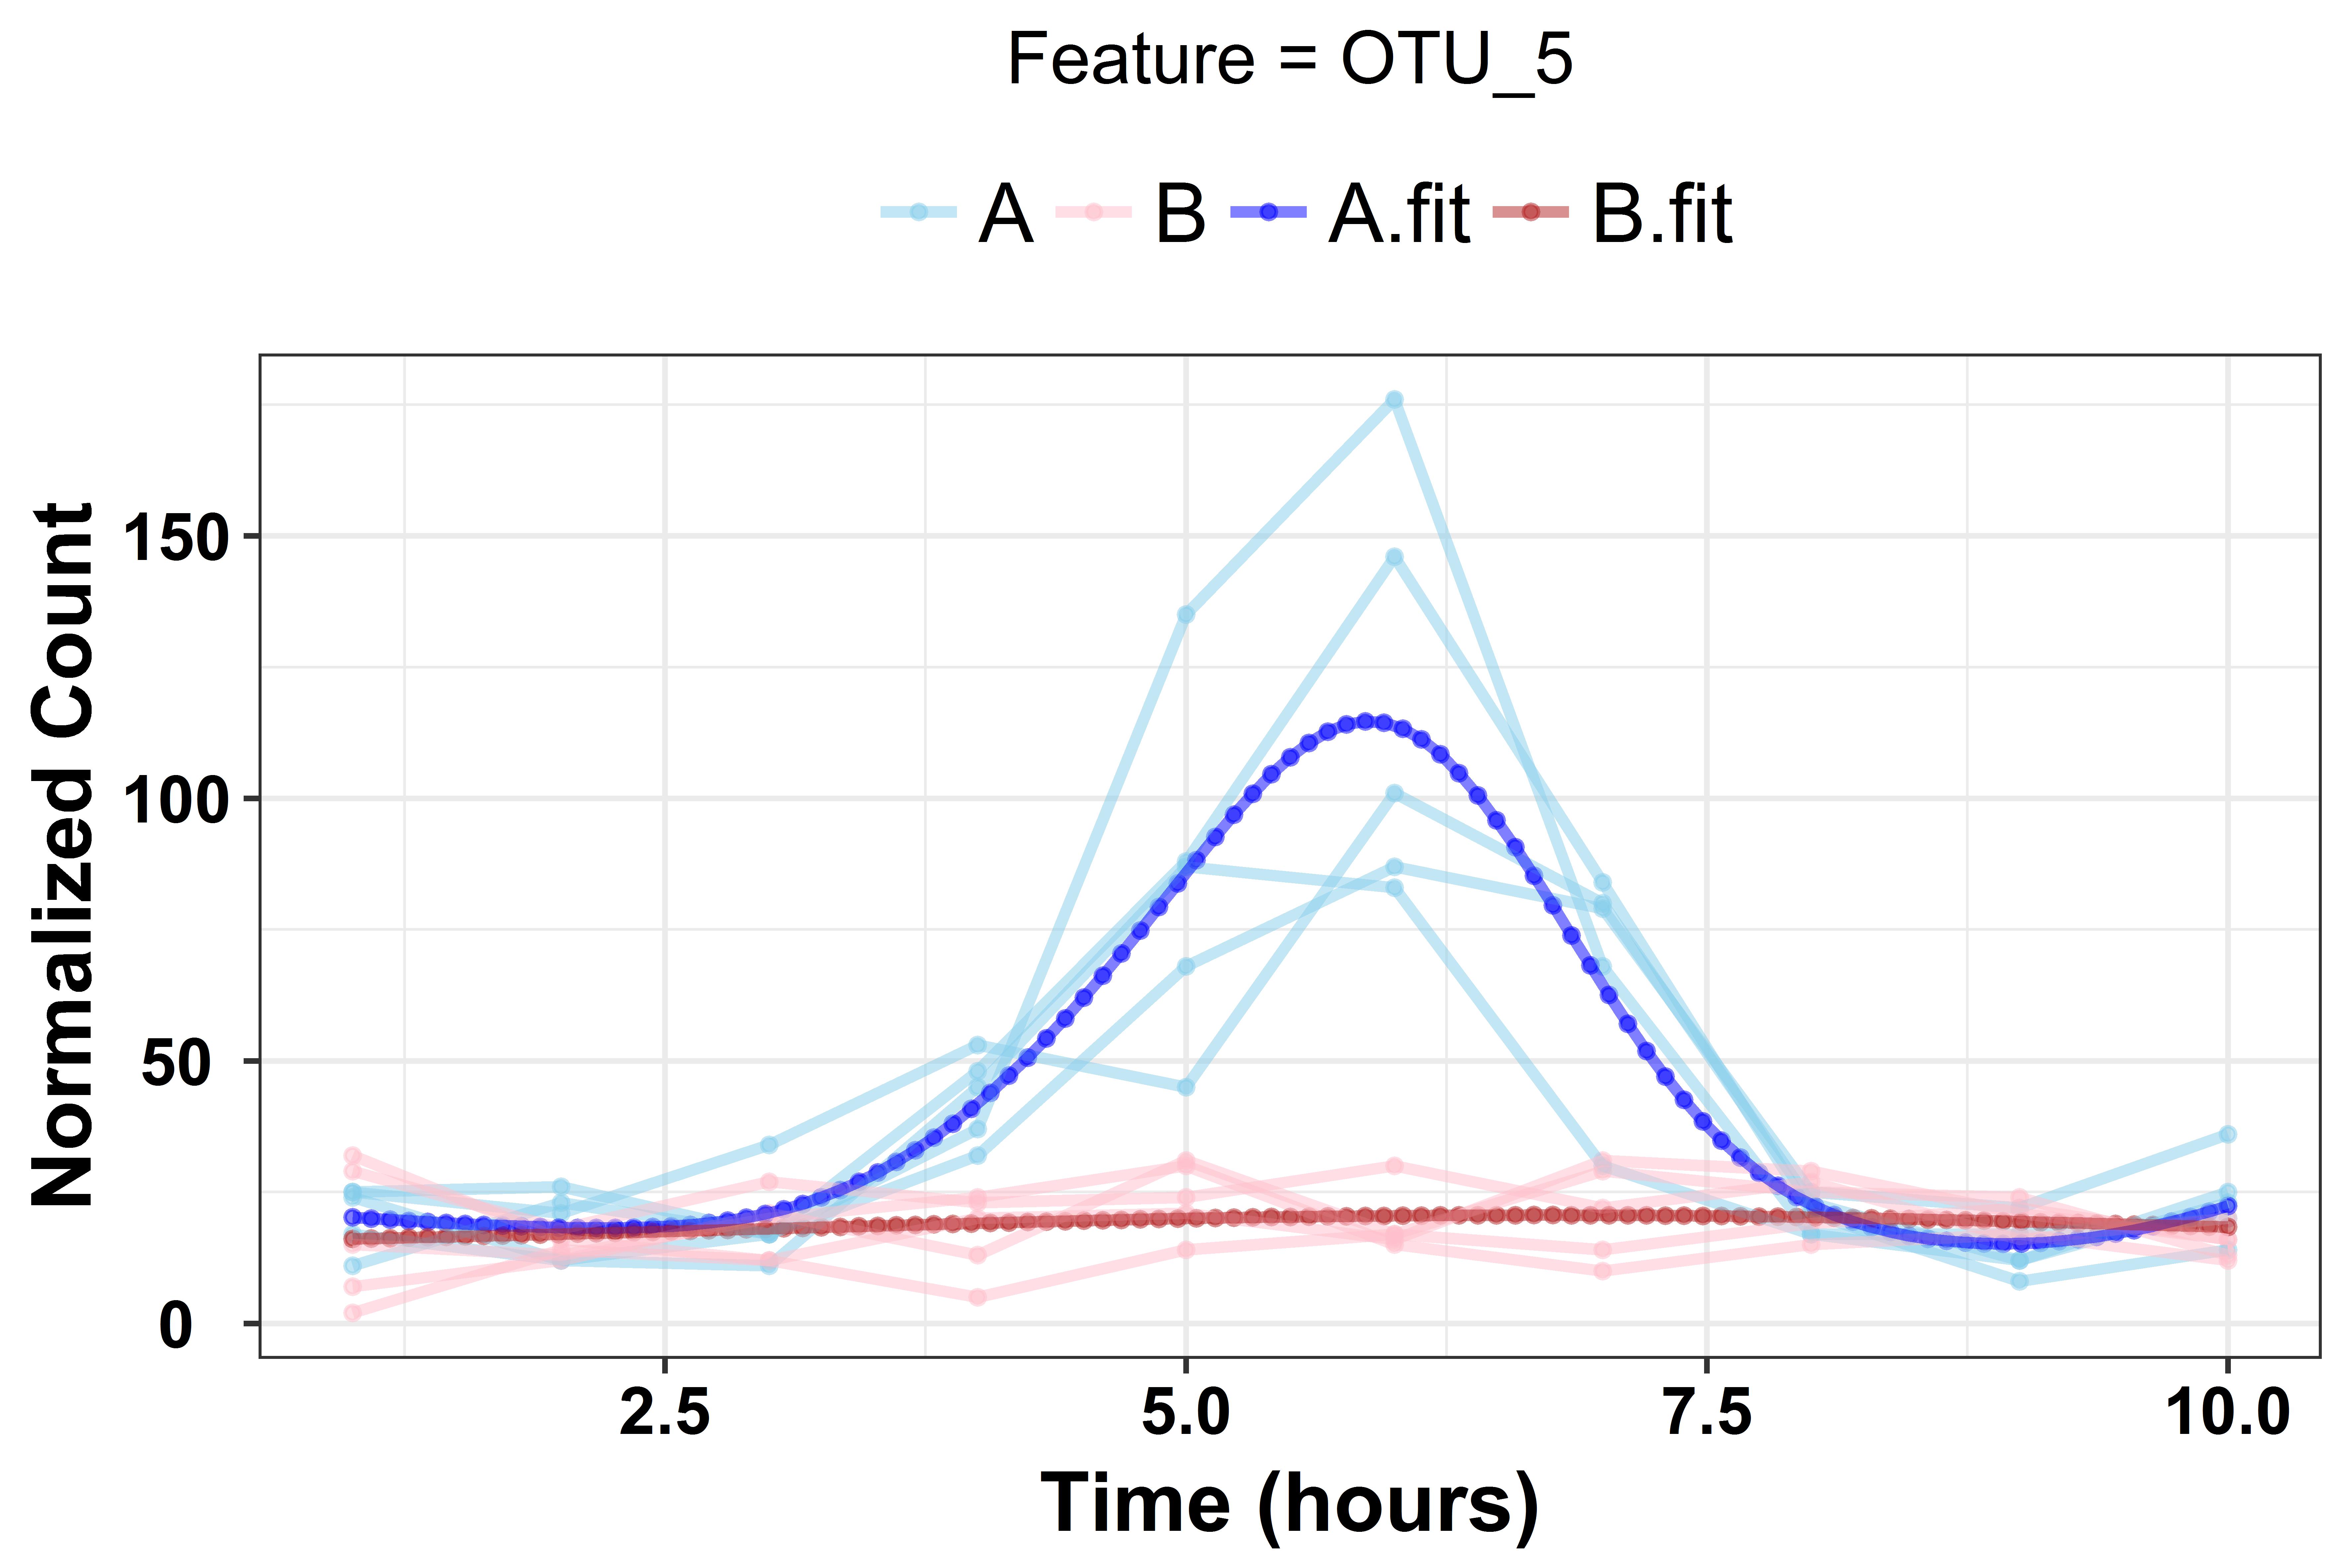 Feature = OTU_5
A B A.fit B.fit
Normalized Count
150
100
50
0
2.5 5.0 7.5 10.0
Time (hours)